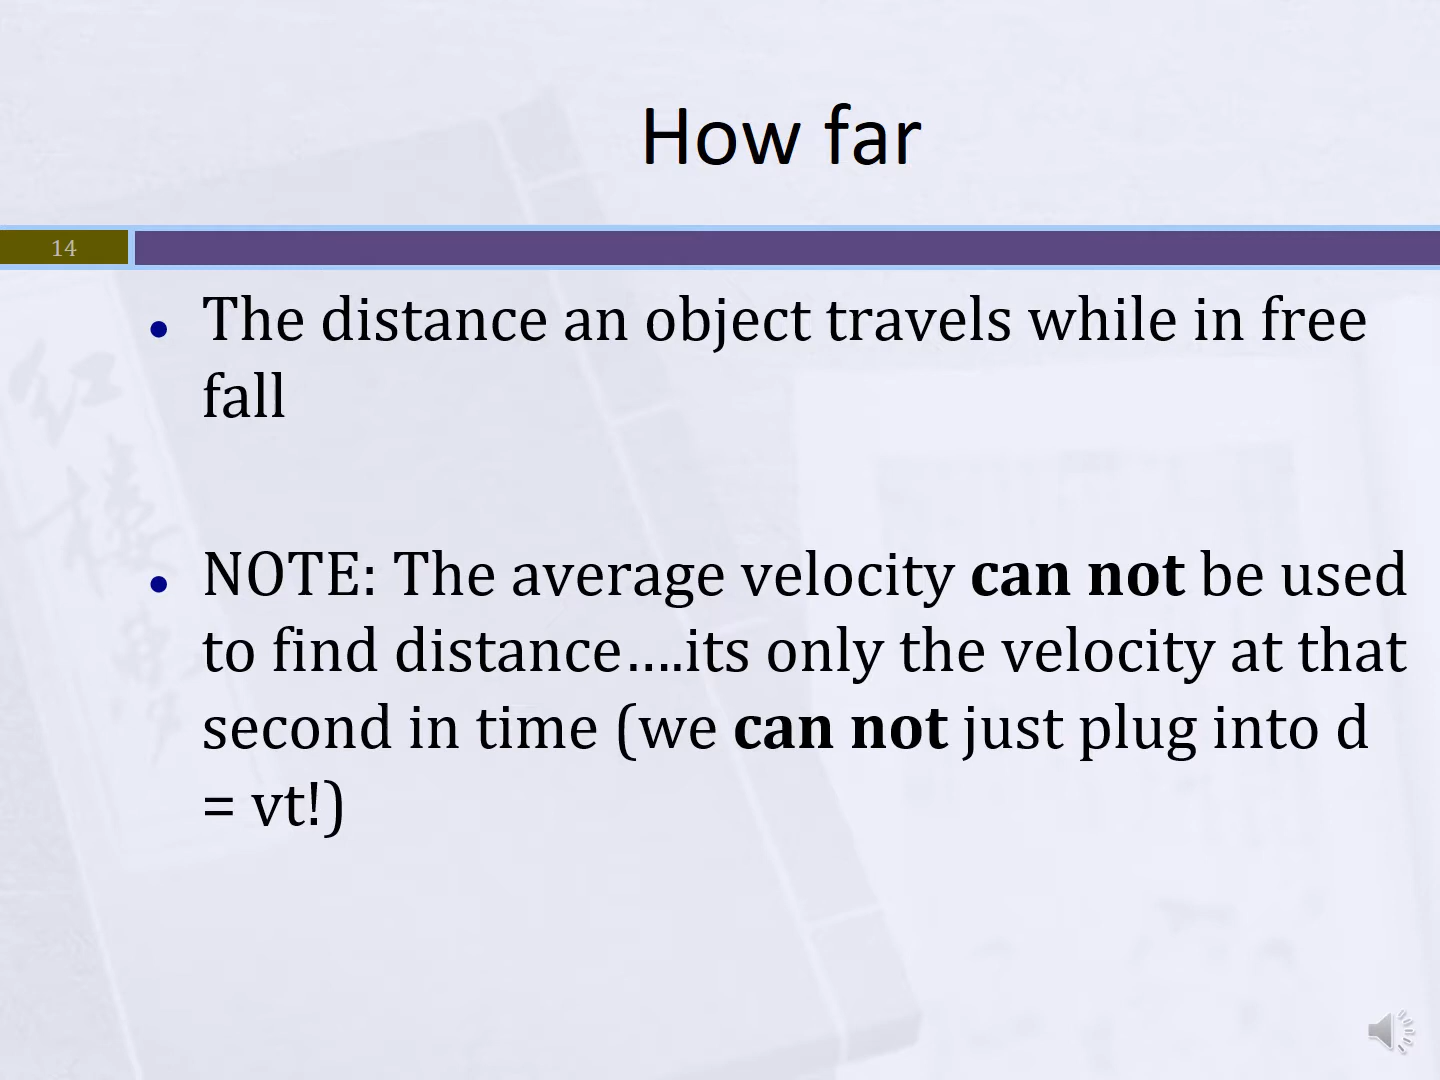 How far
14
The distance an object travels while in free
fall
NOTE: The average velocity can not be used
to find distance....its only the velocity at that
second in time (we can not just plug into d
= vt!)
红
楼